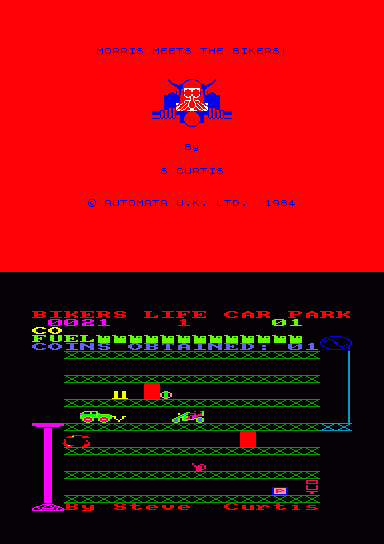 MORRIS MEETS THE BIKERS!
By
S CURTIS
© AUTOMATA U.K. LTD. 1984
BIKERS LIFE CAR PARK
0021 1 01
CO
FUEL
COINS OBTAINED: 01
By Steve Curtis